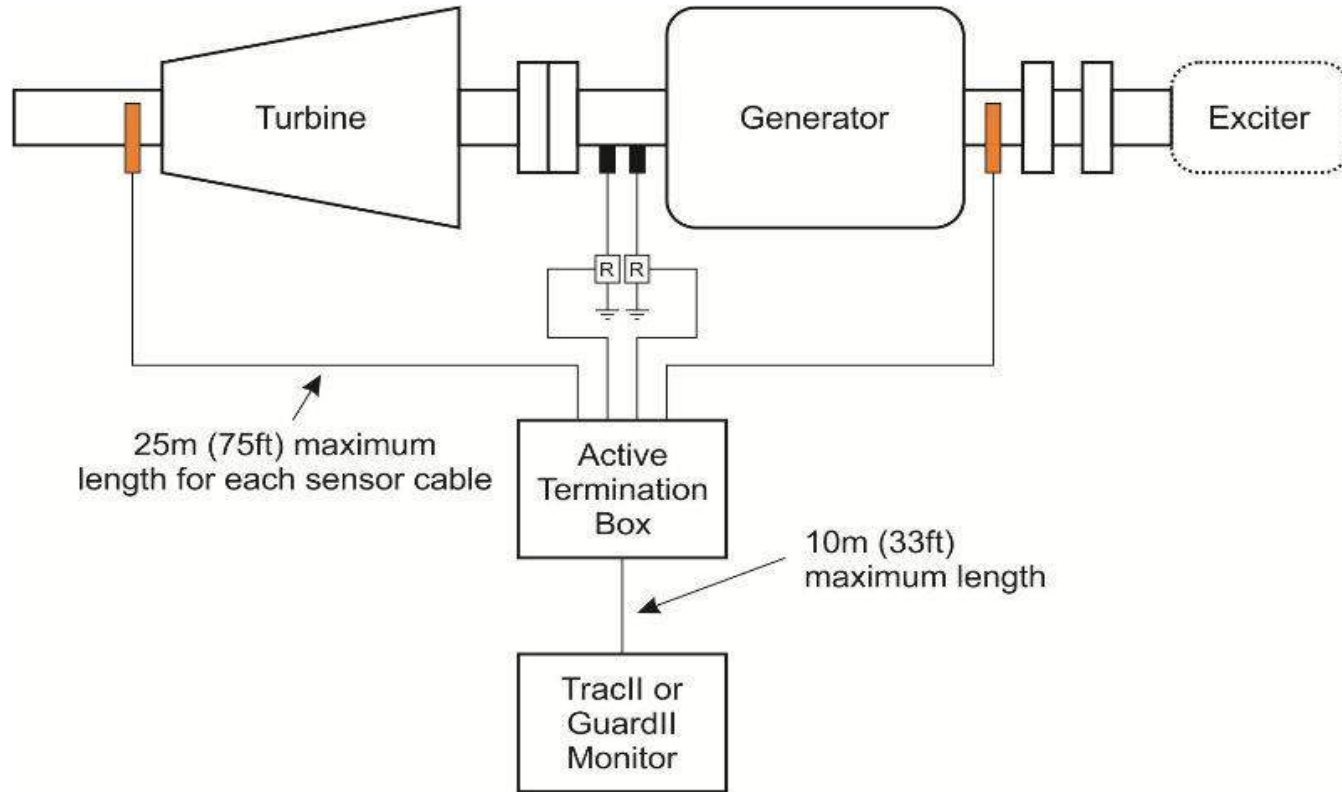 Turbine
Generator
Exciter
R
R
25m (75ft) maximum
length for each sensor cable
Active
Termination
Box
10m (33ft)
maximum length
TracII or
GuardII
Monitor